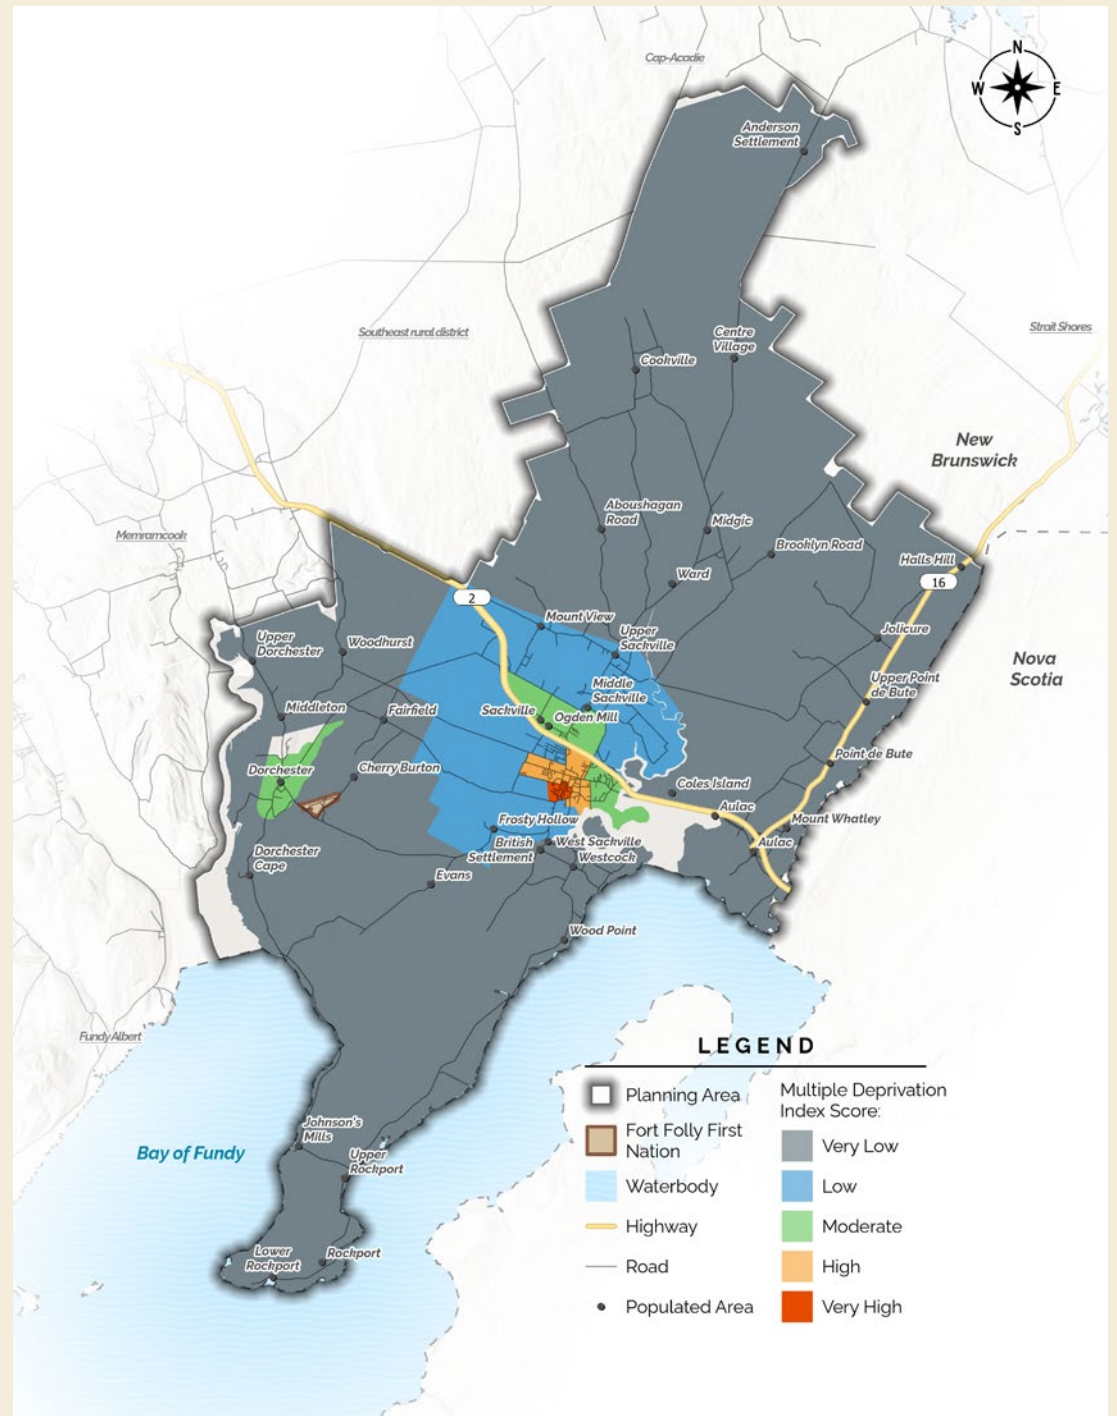 Cap-Acadie
N
W
E
S
Anderson
Settlement
Southeast rural district
Centre
Village
Strait Shores
Cookville
New
Brunswick
Aboushagan
Road
Midgic
Memramcook
Brooklyn Road
Halls Hill
Ward
16
2
Mount View
Upper
Sackville
Jolicure
Upper
Dorchester
Woodhurst
Nova
Scotia
Upper Point
de Bute
Middle
Sackville
Middleton
Fairfield
Sackville
Ogden Mill
Point de Bute
Dorchester
Cherry Burton
Coles Island
Aulac
Frosty Hollow
Mount Whatley
British
Settlement
West Sackville
Westcock
Aulac
Dorchester
Cape
Evans
Wood Point
Fundy Albert
LEGEND
Planning Area
Fort Folly First
Nation
Waterbody
Highway
Road
Populated Area
Multiple Deprivation
Index Score:
Very Low
Low
Moderate
High
Very High
Johnson's
Mills
Bay of Fundy
Upper
Rockport
Lower
Rockport
Rockport